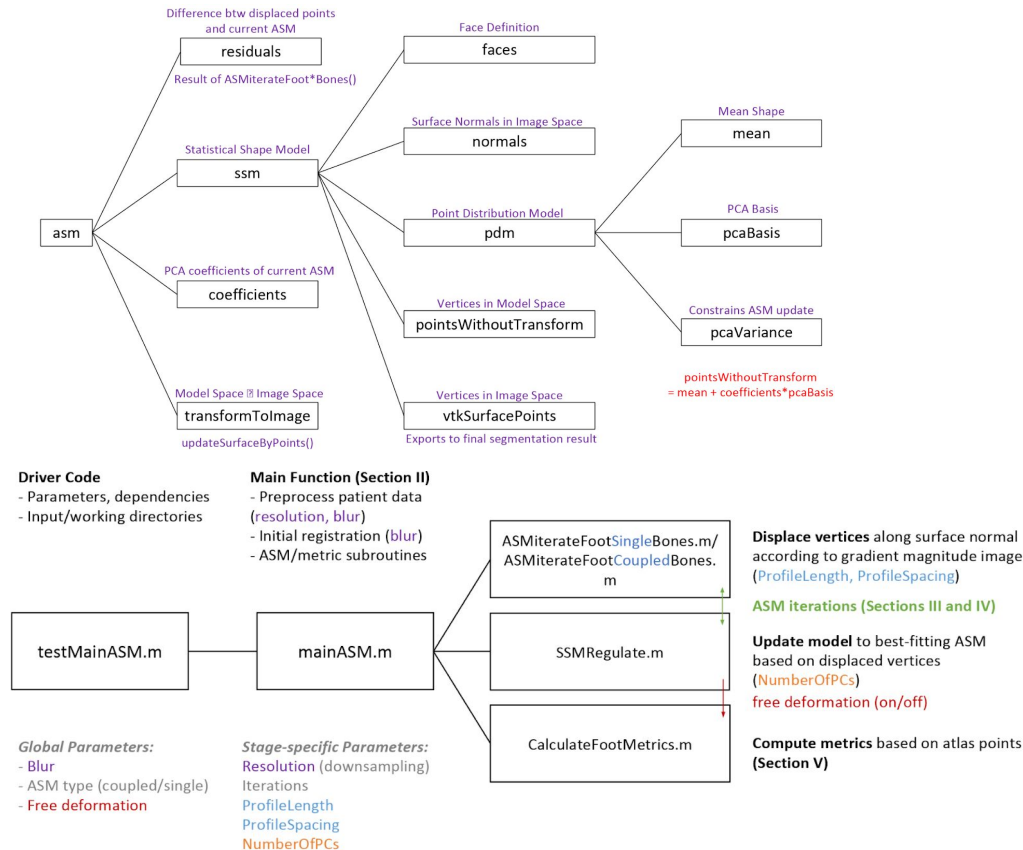 Difference btw displaced points
and current ASM
residuals
Result of ASMiterateFoot*Bones()
Statistical Shape Model
ssm
asm
PCA coefficients of current ASM
coefficients
Model Space ⍰ Image Space
transformToImage
updateSurfaceByPoints()
Face Definition
faces
Surface Normals in Image Space
normals
Point Distribution Model
pdm
Vertices in Model Space
pointsWithoutTransform
Vertices in Image Space
vtkSurfacePoints
Exports to final segmentation result
Mean Shape
mean
PCA Basis
pcaBasis
Constrains ASM update
pcaVariance
pointsWithoutTransform
= mean + coefficients*pcaBasis
Driver Code
- Parameters, dependencies
- Input/working directories
Main Function (Section II)
- Preprocess patient data
(resolution, blur)
- Initial registration (blur)
- ASM/metric subroutines
testMainASM.m
mainASM.m
ASMiterateFootSingleBones.m/
ASMiterateFootCoupledBones.
m
SSMRegulate.m
CalculateFootMetrics.m
Displace vertices along surface normal
according to gradient magnitude image
(ProfileLength, ProfileSpacing)
ASM iterations (Sections III and IV)
Update model to best-fitting ASM
based on displaced vertices
(NumberOfPCs)
free deformation (on/off)
Compute metrics based on atlas points
(Section V)
Global Parameters:
- Blur
- ASM type (coupled/single)
- Free deformation
Stage-specific Parameters:
Resolution (downsampling)
Iterations
ProfileLength
ProfileSpacing
NumberOfPCs